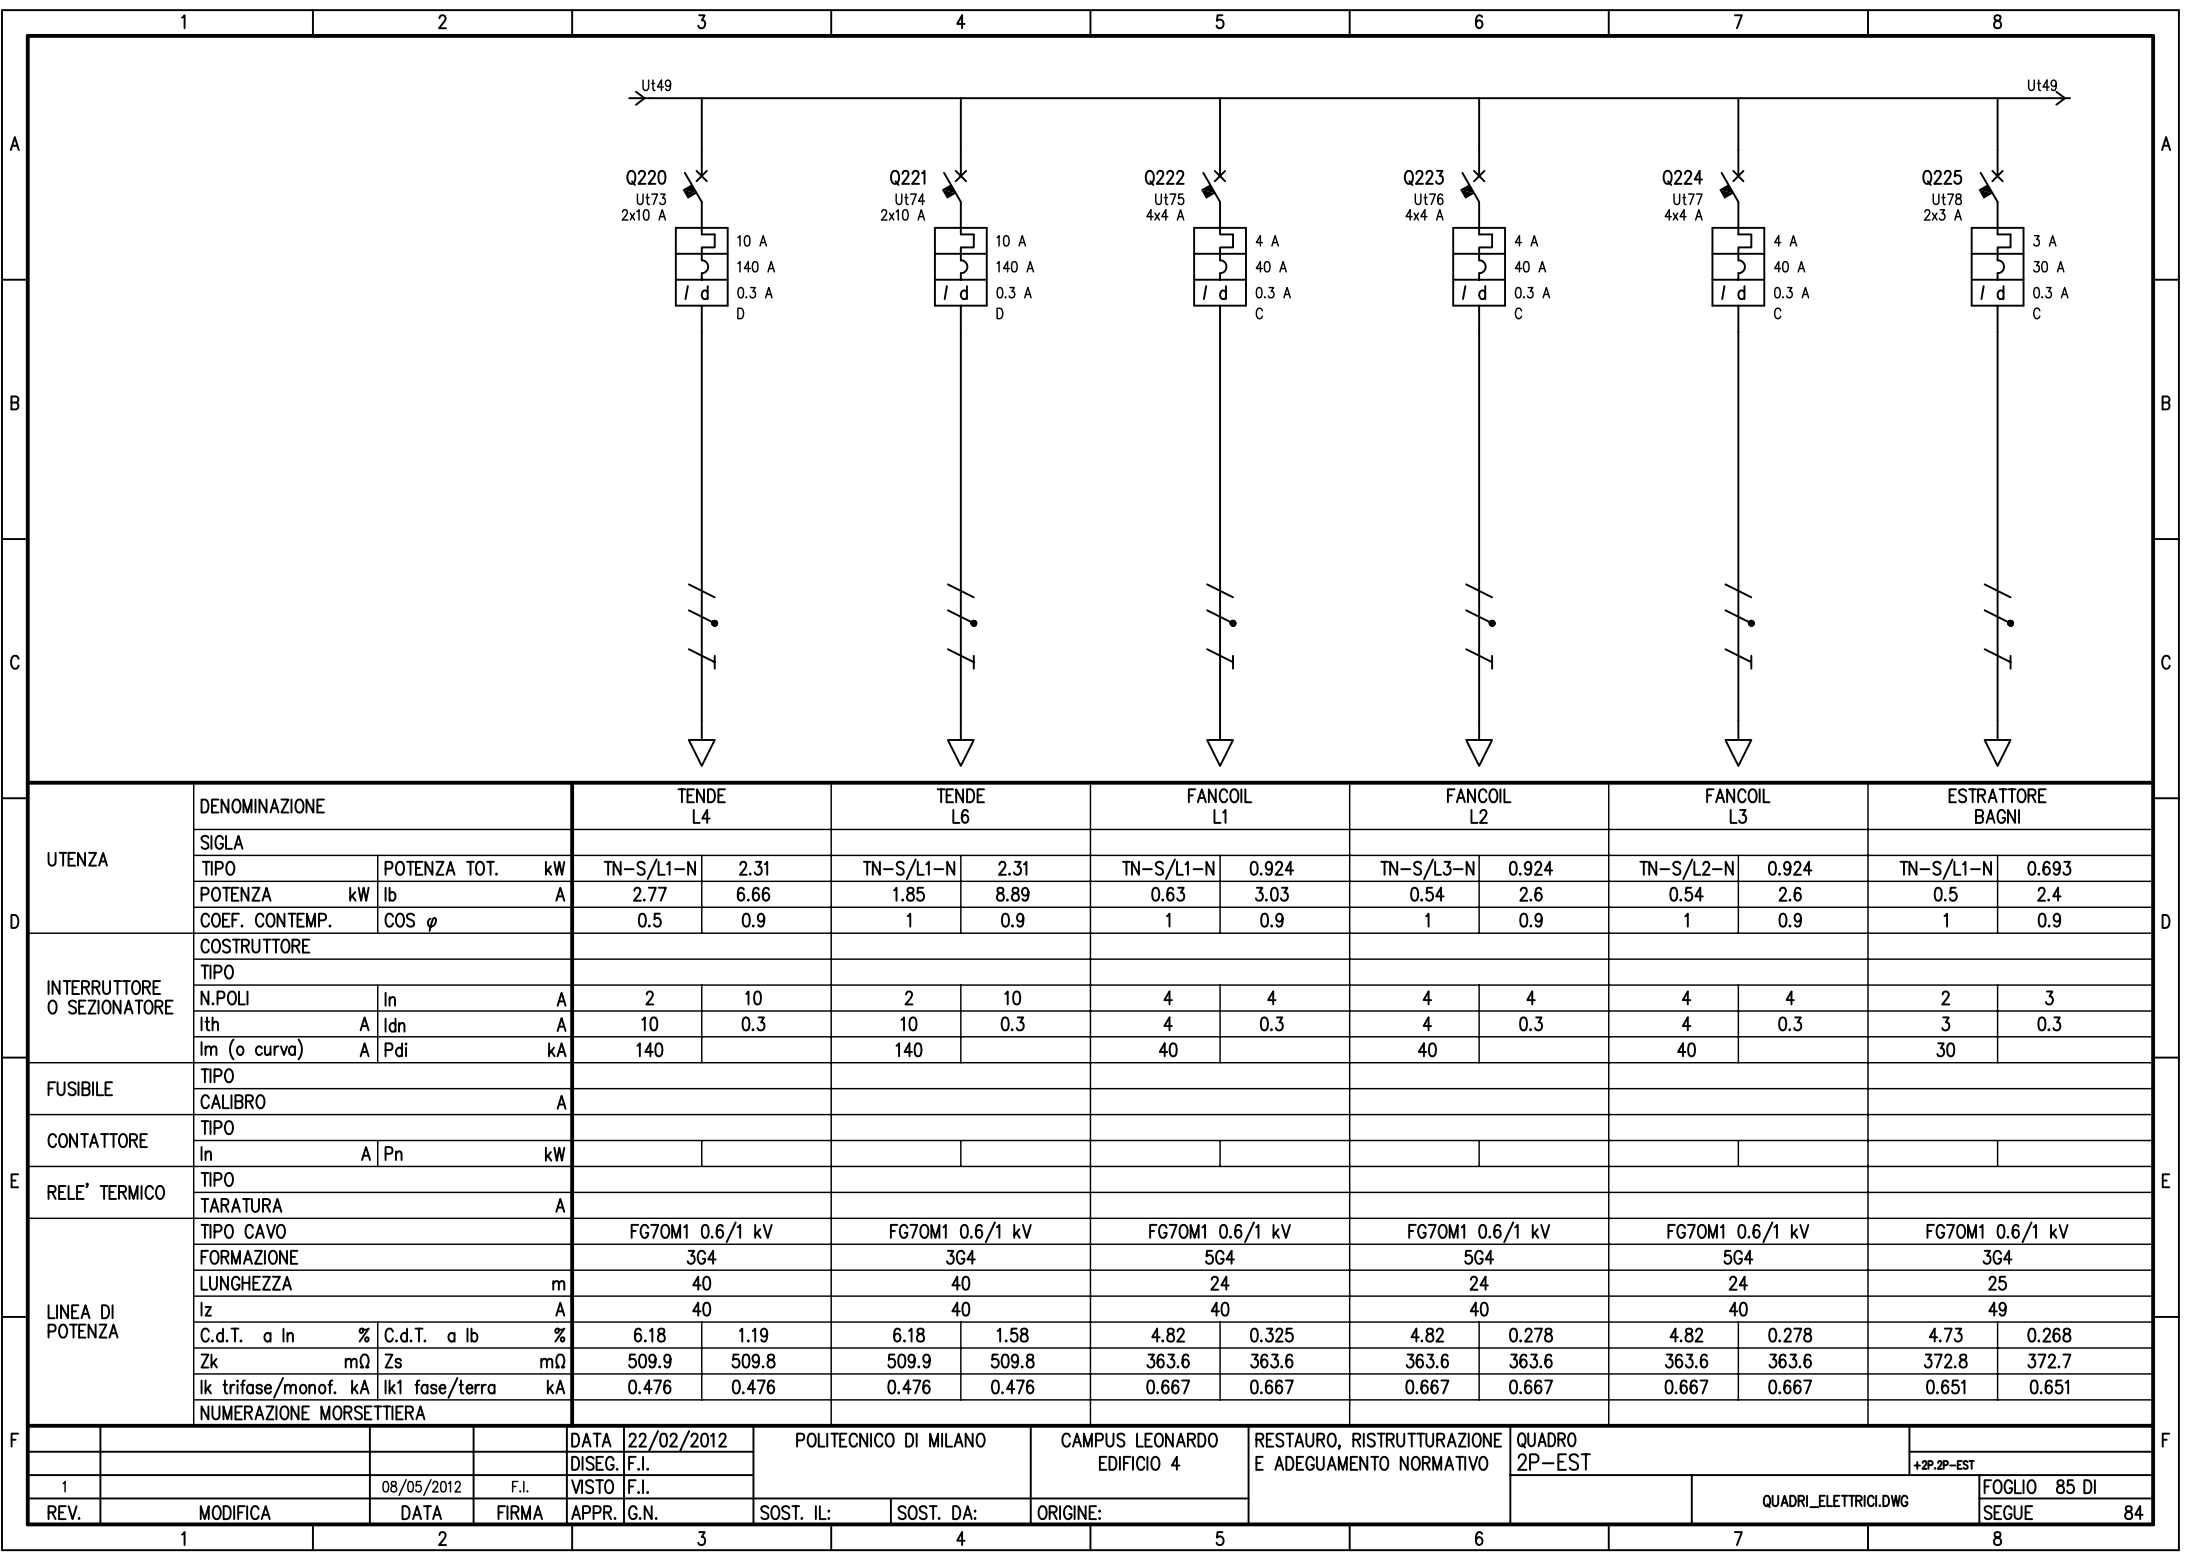 1 2 3 4 5 6 7 8
Ut49 Ut49
A A
Q220 Q221 Q222 Q223 Q224 Q225
Ut73 Ut74 Ut75 Ut76 Ut77 Ut78
2x10 A 2x10 A 4x4 A 4x4 A 4x4 A 2x3 A
10 A 10 A 4 A 4 A 4 A 3 A
140 A 140 A 40 A 40 A 40 A 30 A
I d 0.3 A I d 0.3 A I d 0.3 A I d 0.3 A I d 0.3 A I d 0.3 A
D D C C C C
B B
C C
UTENZA
DENOMINAZIONE TENDE TENDE FANCOIL FANCOIL FANCOIL ESTRATTORE
L4 L6 L1 L2 L3 BAGNI
SIGLA
TIPO POTENZA TOT. kW TN-S/L1-N 2.31 TN-S/L1-N 2.31 TN-S/L1-N 0.924 TN-S/L3-N 0.924 TN-S/L2-N 0.924 TN-S/L1-N 0.693
POTENZA kW Ib A 2.77 6.66 1.85 8.89 0.63 3.03 0.54 2.6 0.54 2.6 0.5 2.4
D COEF. CONTEMP. COS φ 0.5 0.9 1 0.9 1 0.9 1 0.9 1 0.9 1 0.9 D
INTERRUTTORE
O SEZIONATORE
COSTRUTTORE
TIPO
N.POLI In A 2 10 2 10 4 4 4 4 4 4 2 3
Ith A Idn A 10 0.3 10 0.3 4 0.3 4 0.3 4 0.3 3 0.3
Im (o curva) A Pdi kA 140 140 40 40 40 30
FUSIBILE
TIPO
CALIBRO A
CONTATTORE
TIPO
In A Pn kW
E RELE' TERMICO E
TIPO
TARATURA A
LINEA DI
POTENZA
TIPO CAVO FG7OM1 0.6/1 kV FG7OM1 0.6/1 kV FG7OM1 0.6/1 kV FG7OM1 0.6/1 kV FG7OM1 0.6/1 kV FG7OM1 0.6/1 kV
FORMAZIONE 3G4 3G4 5G4 5G4 5G4 3G4
LUNGHEZZA m 40 40 24 24 24 25
Iz A 40 40 40 40 40 49
C.d.T. a In % C.d.T. a Ib % 6.18 1.19 6.18 1.58 4.82 0.325 4.82 0.278 4.82 0.278 4.73 0.268
Zk mΩ Zs mΩ 509.9 509.8 509.9 509.8 363.6 363.6 363.6 363.6 363.6 363.6 372.8 372.7
Ik trifase/monof. kA Ik1 fase/terra kA 0.476 0.476 0.476 0.476 0.667 0.667 0.667 0.667 0.667 0.667 0.651 0.651
NUMERAZIONE MORSETTIERA
F DATA 22/02/2012 POLITECNICO DI MILANO CAMPUS LEONARDO RESTAURO, RISTRUTTURAZIONE QUADRO F
DISEG. F.I. EDIFICIO 4 E ADEGUAMENTO NORMATIVO 2P-EST +2P.2P-EST
1 08/05/2012 F.I. VISTO F.I. QUADRI_ELETTRICI.DWG FOGLIO 85 DI
REV. MODIFICA DATA FIRMA APPR. G.N. SOST. IL: SOST. DA: ORIGINE: SEGUE 84
1 2 3 4 5 6 7 8